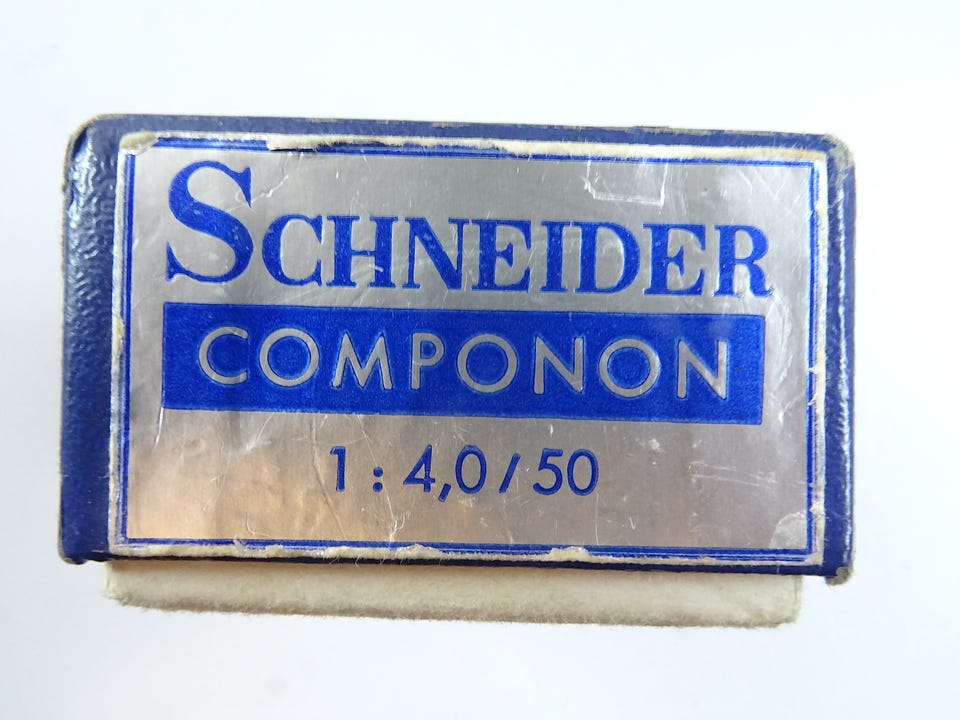 SCHNEIDER
COMPONON
1 : 4,0 / 50